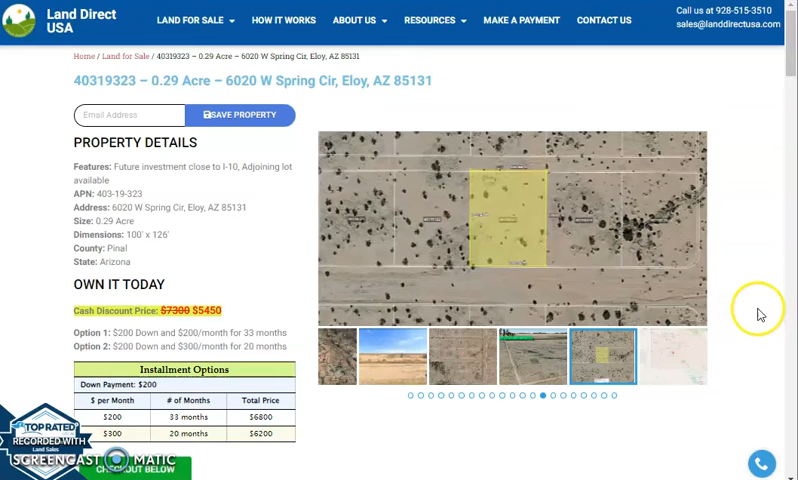 Land Direct
USA
LAND FOR SALE
HOW IT WORKS
ABOUT US
RESOURCES
MAKE A PAYMENT
CONTACT US
Call us at 928-515-3510
sales@landdirectusa.com
Home / Land for Sale / 40319323 – 0.29 Acre – 6020 W Spring Cir, Eloy, AZ 85131
40319323 – 0.29 Acre – 6020 W Spring Cir, Eloy, AZ 85131
Email Address
SAVE PROPERTY
PROPERTY DETAILS
Features: Future investment close to I-10, Adjoining lot
available
APN: 403-19-323
Address: 6020 W Spring Cir, Eloy, AZ 85131
Size: 0.29 Acre
Dimensions: 100' x 126'
County: Pinal
State: Arizona
OWN IT TODAY
Cash Discount Price: $7300 $5450
Option 1: $200 Down and $200/month for 33 months
Option 2: $200 Down and $300/month for 20 months
Installment Options
Down Payment: $200
$ per Month # of Months Total Price
$200 33 months $6800
$300 20 months $6200
CHECKOUT BELOW
TOP RATED
Land Sales
RECORDED WITH
SCREENCAST MATIC